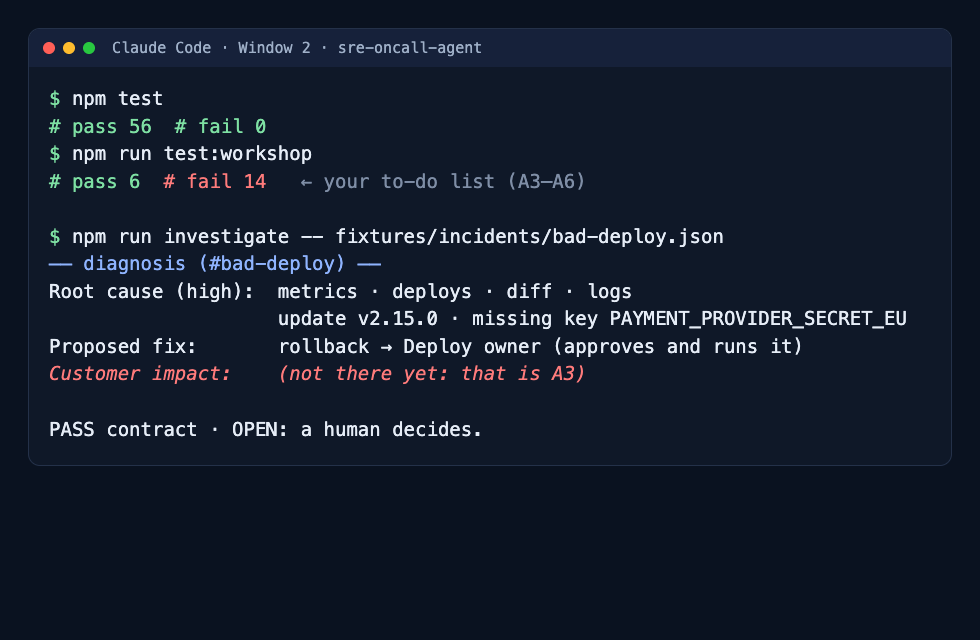 Claude Code · Window 2 · sre-oncall-agent
$ npm test
# pass 56  # fail 0
$ npm run test:workshop
# pass 6  # fail 14   ← your to-do list (A3–A6)
$ npm run investigate -- fixtures/incidents/bad-deploy.json
── diagnosis (#bad-deploy) ──
Root cause (high):  metrics · deploys · diff · logs
update v2.15.0 · missing key PAYMENT_PROVIDER_SECRET_EU
Proposed fix:       rollback → Deploy owner (approves and runs it)
Customer impact:    (not there yet: that is A3)
PASS contract · OPEN: a human decides.